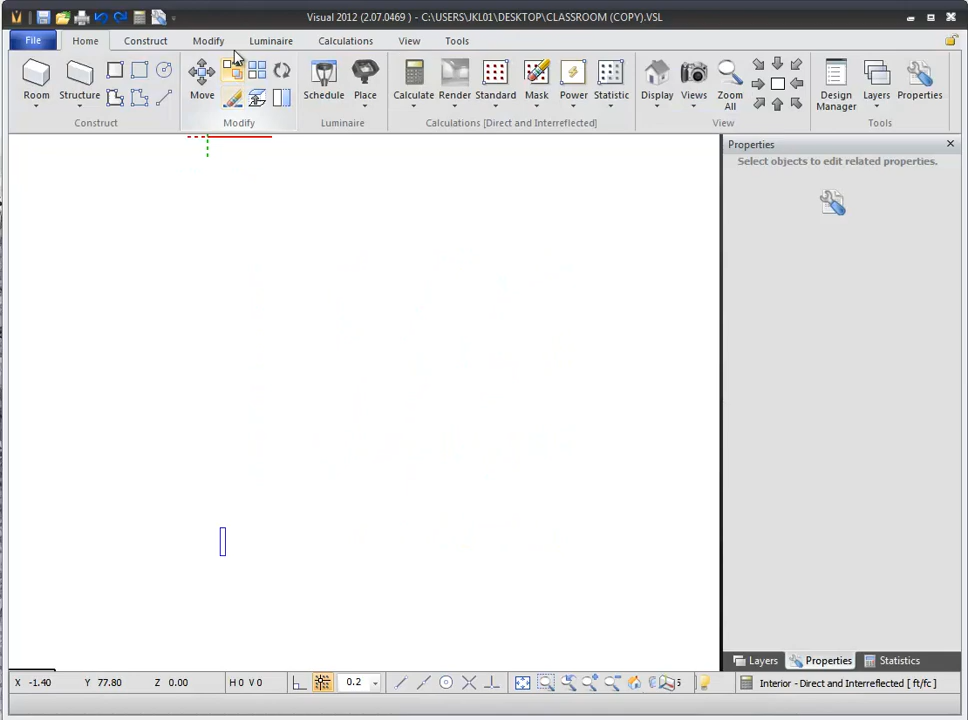 Visual 2012 (2.07.0469 ) - C:\USERS\JKL01\DESKTOP\CLASSROOM (COPY).VSL
File Home Construct Modify Luminaire Calculations View Tools
Room Structure Move Schedule Place Calculate Render Standard Mask Power Statistic Display Views Zoom All Design Manager Layers Properties
Construct Modify Luminaire Calculations [Direct and Interreflected] View Tools
Properties
Select objects to edit related properties.
Layers Properties Statistics
X -1.40 Y 77.80 Z 0.00 H 0 V 0 0.2 5 Interior - Direct and Interreflected [ ft/fc ]